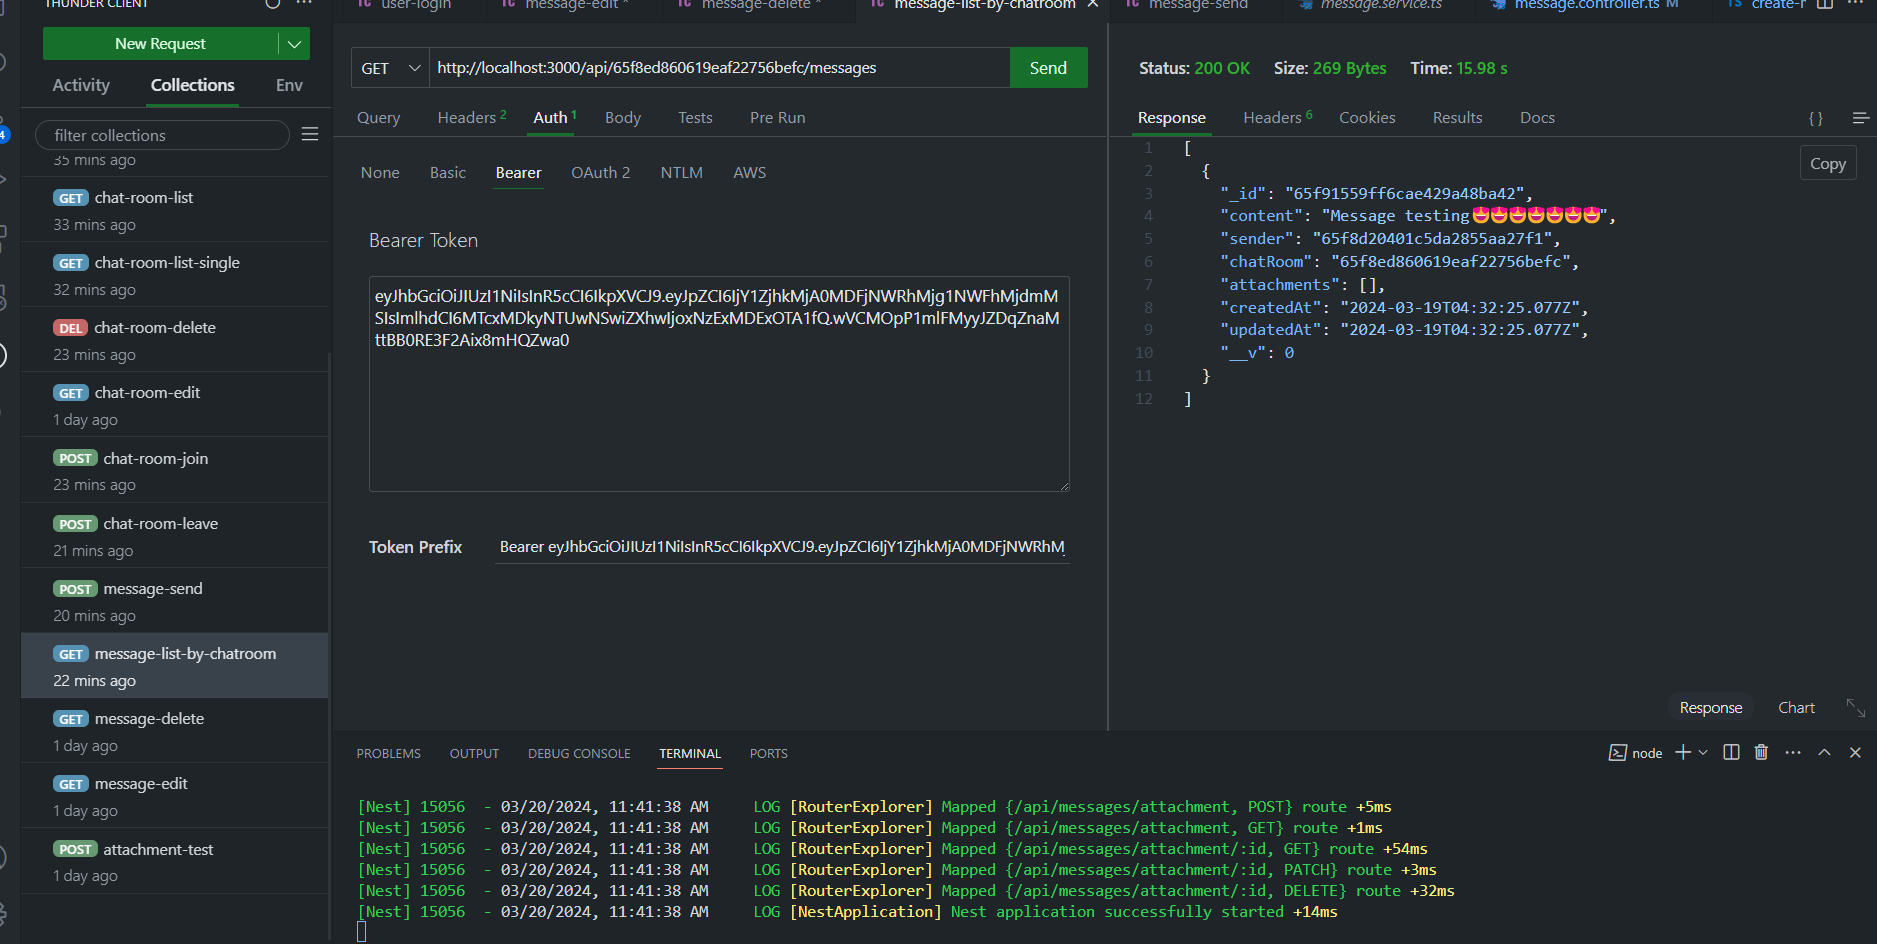 THUNDER CLIENT
New Request
Activity
Collections
Env
filter collections
35 mins ago
GET chat-room-list
33 mins ago
GET chat-room-list-single
32 mins ago
DEL chat-room-delete
23 mins ago
GET chat-room-edit
1 day ago
POST chat-room-join
23 mins ago
POST chat-room-leave
21 mins ago
POST message-send
20 mins ago
GET message-list-by-chatroom
22 mins ago
GET message-delete
1 day ago
GET message-edit
1 day ago
POST attachment-test
1 day ago
TC user-login
TC message-edit *
TC message-delete *
TC message-list-by-chatroom
TC message-send
message.service.ts
message.controller.ts M
TS create-r
GET
http://localhost:3000/api/65f8ed860619eaf22756befc/messages
Send
Query
Headers 2
Auth 1
Body
Tests
Pre Run
None
Basic
Bearer
OAuth 2
NTLM
AWS
Bearer Token
eyJhbGciOiJIUzI1NiIsInR5cCI6IkpXVCJ9.eyJpZCI6IjY1ZjhkMjA0MDFjNWRhMjg1NWFhMjdmM
SIsImlhdCI6MTcxMDkyNTUwNSwiZXhwIjoxNzExMDExOTA1fQ.wVCMOpP1mlFMyyJZDqZnaM
ttBB0RE3F2Aix8mHQZwa0
Token Prefix
Bearer eyJhbGciOiJIUzI1NiIsInR5cCI6IkpXVCJ9.eyJpZCI6IjY1ZjhkMjA0MDFjNWRhM
Status: 200 OK
Size: 269 Bytes
Time: 15.98 s
Response
Headers 6
Cookies
Results
Docs
{ }
Copy
1 [
2 {
3 "_id": "65f91559ff6cae429a48ba42",
4 "content": "Message testing😍😍😍😍😍😍😍",
5 "sender": "65f8d20401c5da2855aa27f1",
6 "chatRoom": "65f8ed860619eaf22756befc",
7 "attachments": [],
8 "createdAt": "2024-03-19T04:32:25.077Z",
9 "updatedAt": "2024-03-19T04:32:25.077Z",
10 "__v": 0
11 }
12 ]
Response
Chart
PROBLEMS
OUTPUT
DEBUG CONSOLE
TERMINAL
PORTS
node
[Nest] 15056 - 03/20/2024, 11:41:38 AM LOG [RouterExplorer] Mapped {/api/messages/attachment, POST} route +5ms
[Nest] 15056 - 03/20/2024, 11:41:38 AM LOG [RouterExplorer] Mapped {/api/messages/attachment, GET} route +1ms
[Nest] 15056 - 03/20/2024, 11:41:38 AM LOG [RouterExplorer] Mapped {/api/messages/attachment/:id, GET} route +54ms
[Nest] 15056 - 03/20/2024, 11:41:38 AM LOG [RouterExplorer] Mapped {/api/messages/attachment/:id, PATCH} route +3ms
[Nest] 15056 - 03/20/2024, 11:41:38 AM LOG [RouterExplorer] Mapped {/api/messages/attachment/:id, DELETE} route +32ms
[Nest] 15056 - 03/20/2024, 11:41:38 AM LOG [NestApplication] Nest application successfully started +14ms